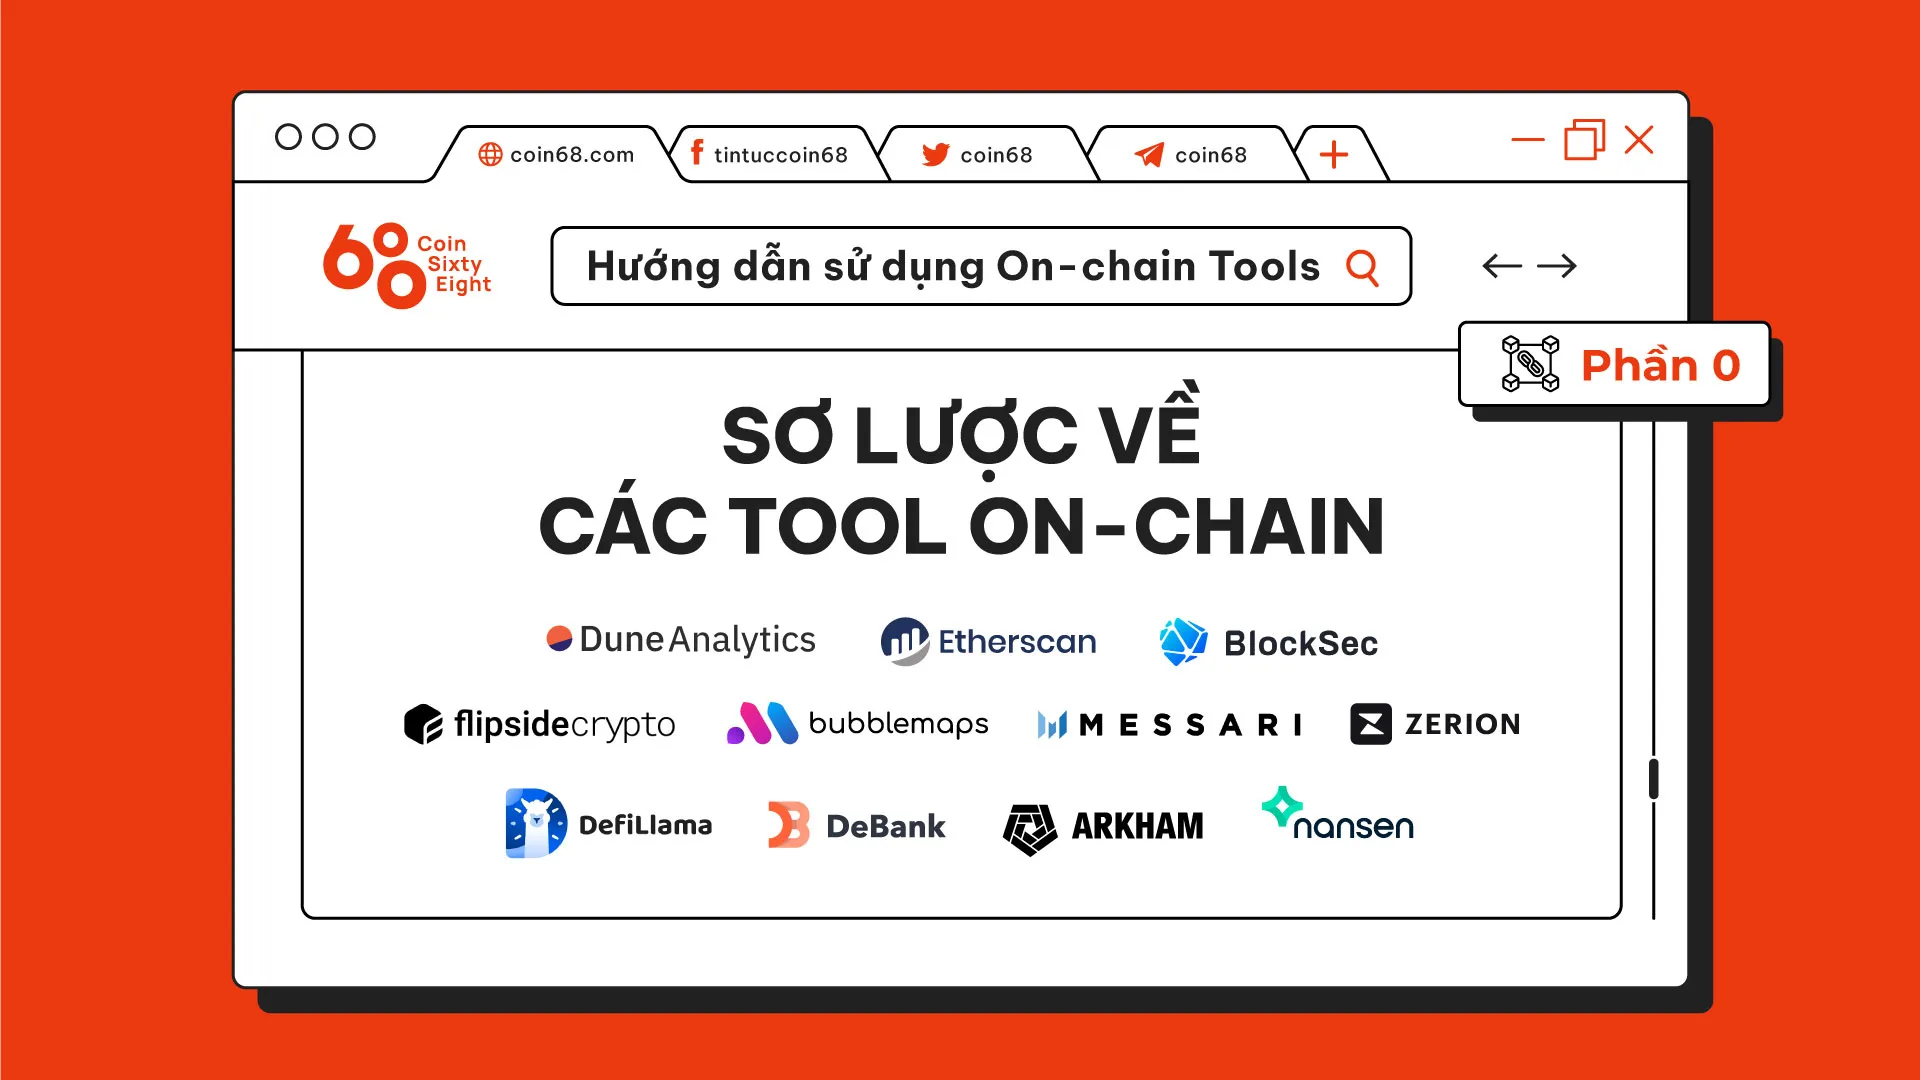 coin68.com
tintuccoin68
coin68
coin68
68 Coin
Sixty
Eight
Hướng dẫn sử dụng On-chain Tools
Phần 0
SƠ LƯỢC VỀ
CÁC TOOL ON-CHAIN
Dune Analytics
Etherscan
BlockSec
flipsidecrypto
bubblemaps
MESSARI
ZERION
DefiLlama
DeBank
ARKHAM
nansen